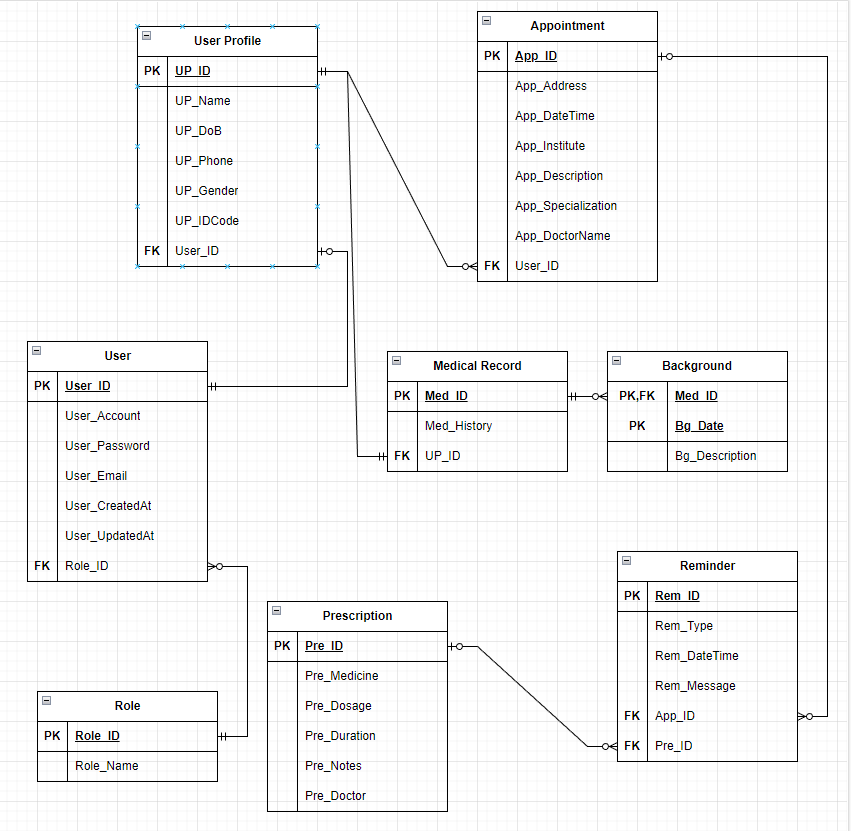 User Profile
PK UP_ID
UP_Name
UP_DoB
UP_Phone
UP_Gender
UP_IDCode
FK User_ID
Appointment
PK App_ID
App_Address
App_DateTime
App_Institute
App_Description
App_Specialization
App_DoctorName
FK User_ID
User
PK User_ID
User_Account
User_Password
User_Email
User_CreatedAt
User_UpdatedAt
FK Role_ID
Medical Record
PK Med_ID
Med_History
FK UP_ID
Background
PK,FK Med_ID
PK Bg_Date
Bg_Description
Reminder
PK Rem_ID
Rem_Type
Rem_DateTime
Rem_Message
FK App_ID
FK Pre_ID
Prescription
PK Pre_ID
Pre_Medicine
Pre_Dosage
Pre_Duration
Pre_Notes
Pre_Doctor
Role
PK Role_ID
Role_Name